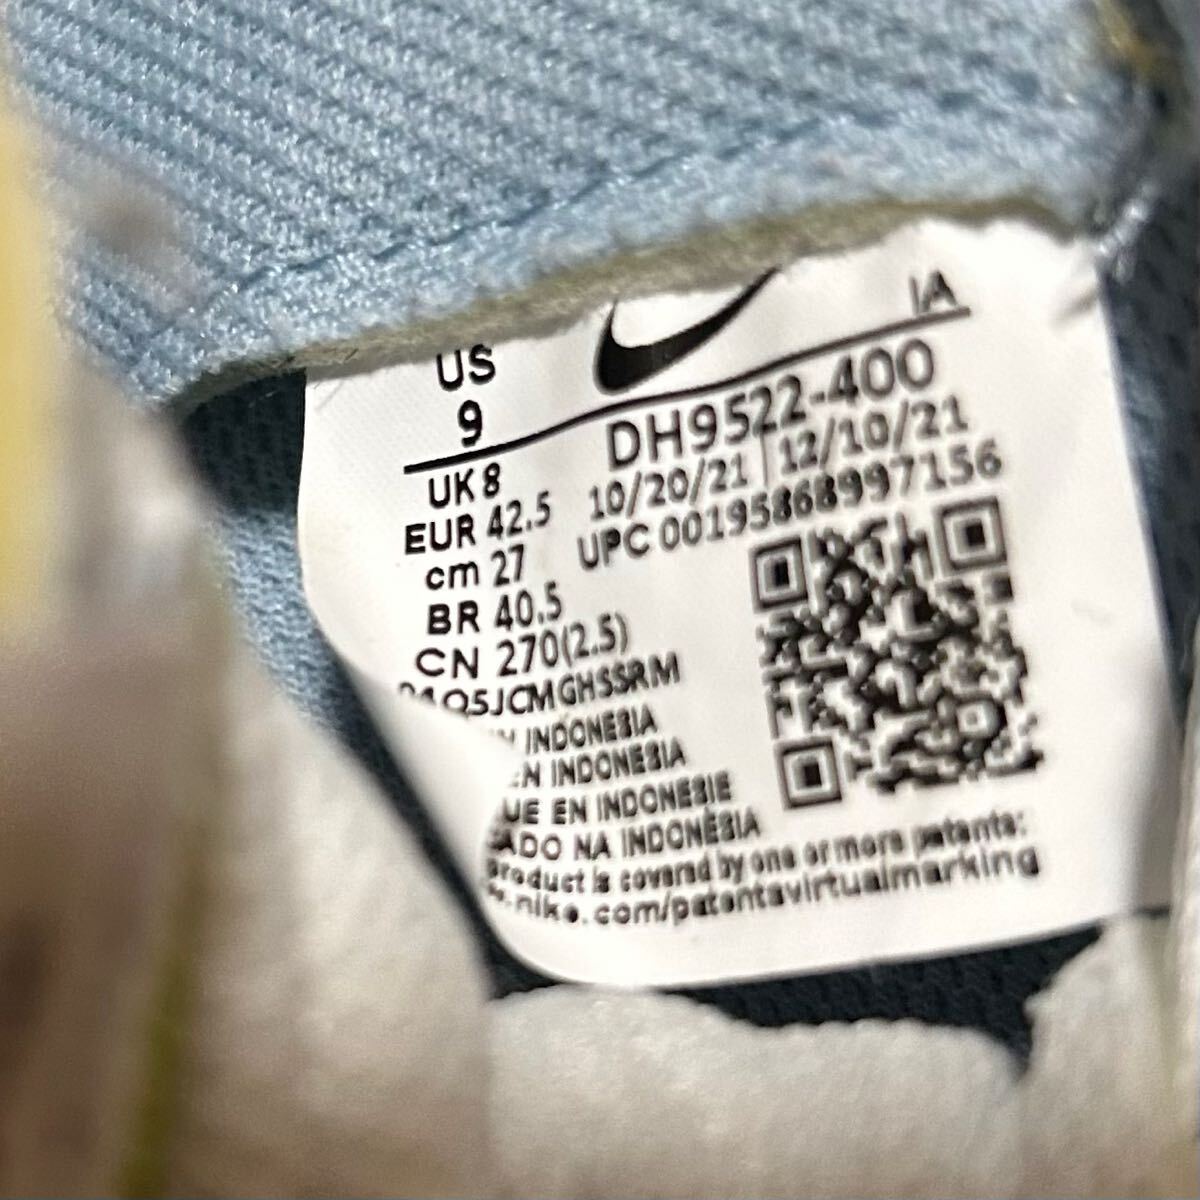 IA
US
9
DH9522-400
UK 8
10/20/21 12/10/21
EUR 42.5
UPC 00195868997156
cm 27
BR 40.5
CN 270(2.5)
Q5JCMGHSSRM
INDONESIA
EN INDONESIA
UE EN INDONESIE
ADO NA INDONÉSIA
product is covered by one or more patents:
.nike.com/patentsvirtualmarking